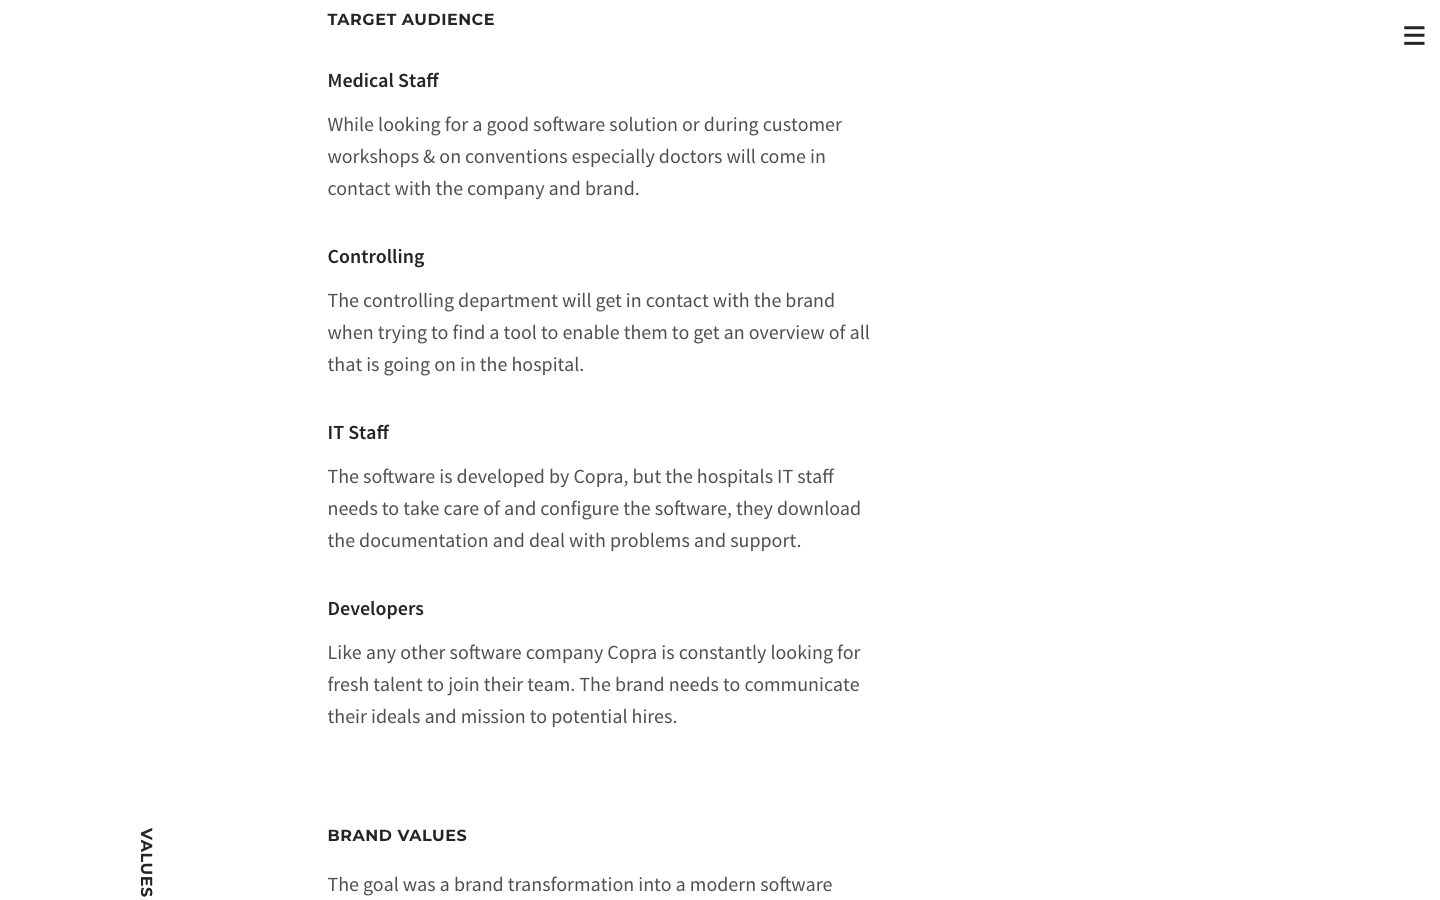 TARGET AUDIENCE
Medical Staff
While looking for a good software solution or during customer
workshops & on conventions especially doctors will come in
contact with the company and brand.
Controlling
The controlling department will get in contact with the brand
when trying to find a tool to enable them to get an overview of all
that is going on in the hospital.
IT Staff
The software is developed by Copra, but the hospitals IT staff
needs to take care of and configure the software, they download
the documentation and deal with problems and support.
Developers
Like any other software company Copra is constantly looking for
fresh talent to join their team. The brand needs to communicate
their ideals and mission to potential hires.
VALUES
BRAND VALUES
The goal was a brand transformation into a modern software